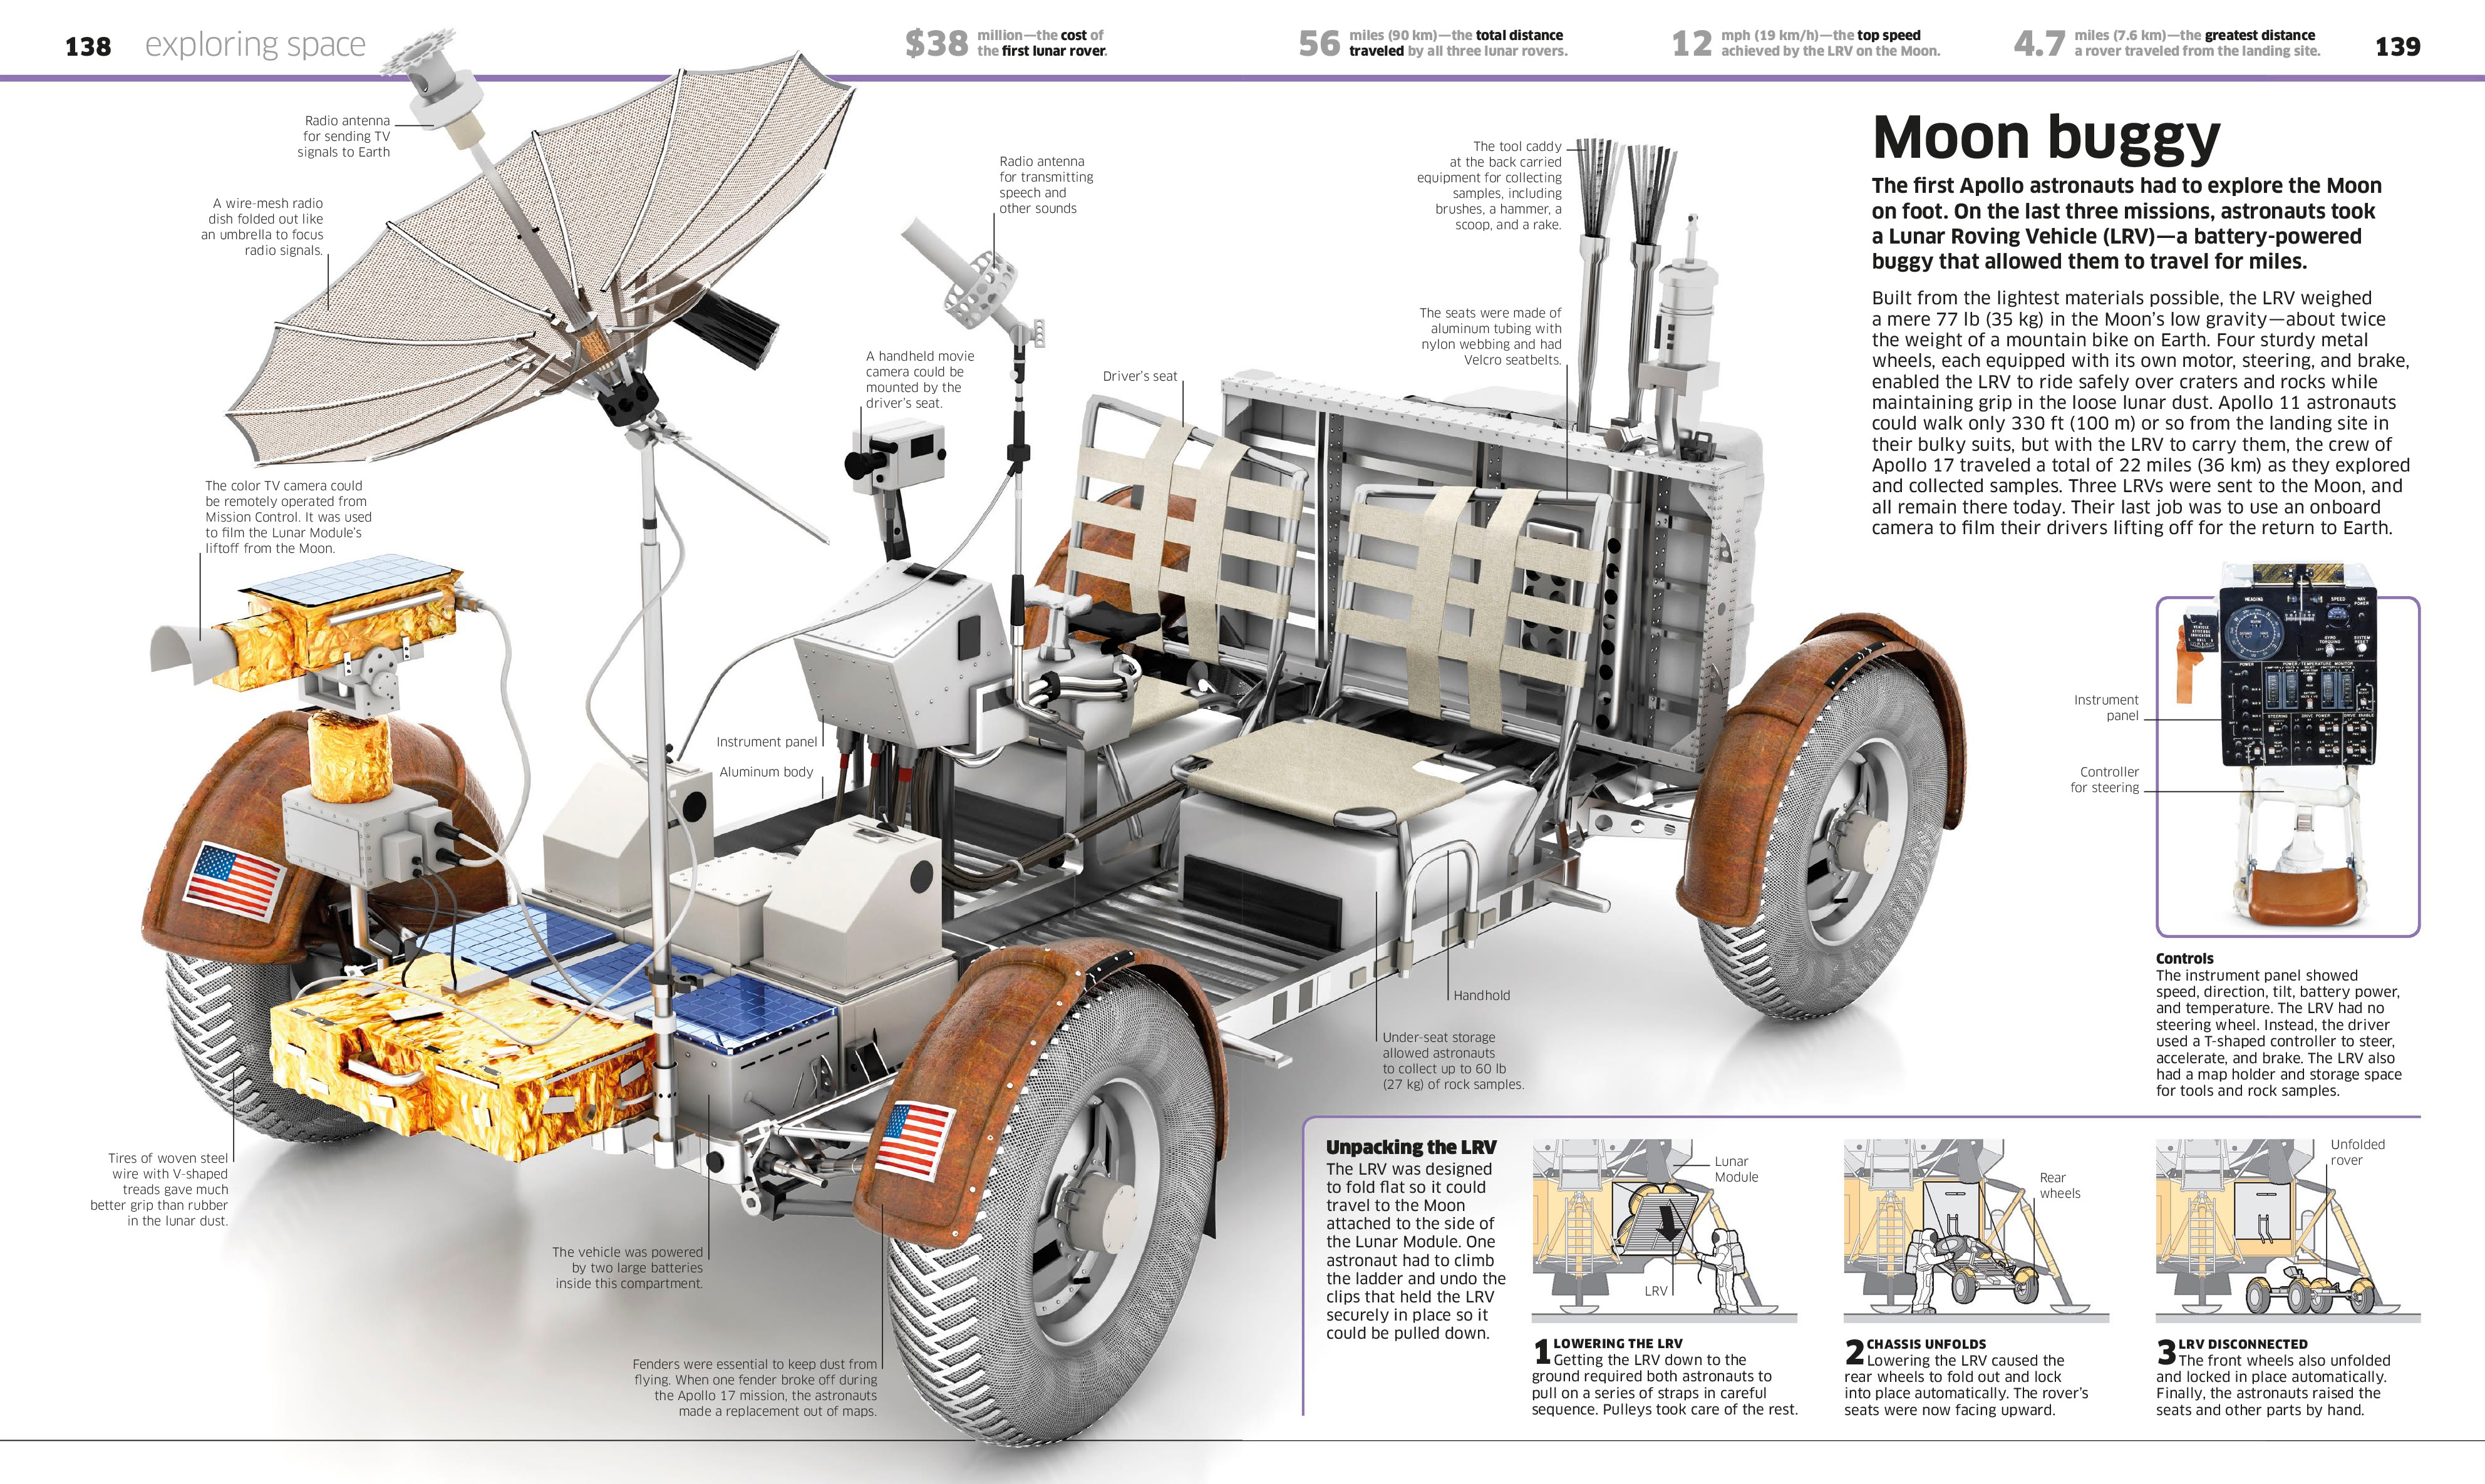 138 exploring space
$38 million—the cost of
the first lunar rover.
56 miles (90 km)—the total distance
traveled by all three lunar rovers.
12 mph (19 km/h)—the top speed
achieved by the LRV on the Moon.
4.7 miles (7.6 km)—the greatest distance
a rover traveled from the landing site.
139
Radio antenna
for sending TV
signals to Earth
A wire-mesh radio
dish folded out like
an umbrella to focus
radio signals.
The color TV camera could
be remotely operated from
Mission Control. It was used
to film the Lunar Module's
liftoff from the Moon.
Radio antenna
for transmitting
speech and
other sounds
A handheld movie
camera could be
mounted by the
driver's seat.
Driver's seat
The tool caddy
at the back carried
equipment for collecting
samples, including
brushes, a hammer, a
scoop, and a rake.
The seats were made of
aluminum tubing with
nylon webbing and had
Velcro seatbelts.
Instrument panel
Aluminum body
Handhold
Under-seat storage
allowed astronauts
to collect up to 60 lb
(27 kg) of rock samples.
Tires of woven steel
wire with V-shaped
treads gave much
better grip than rubber
in the lunar dust.
The vehicle was powered
by two large batteries
inside this compartment.
Fenders were essential to keep dust from
flying. When one fender broke off during
the Apollo 17 mission, the astronauts
made a replacement out of maps.
Moon buggy
The first Apollo astronauts had to explore the Moon
on foot. On the last three missions, astronauts took
a Lunar Roving Vehicle (LRV)—a battery-powered
buggy that allowed them to travel for miles.
Built from the lightest materials possible, the LRV weighed
a mere 77 lb (35 kg) in the Moon's low gravity—about twice
the weight of a mountain bike on Earth. Four sturdy metal
wheels, each equipped with its own motor, steering, and brake,
enabled the LRV to ride safely over craters and rocks while
maintaining grip in the loose lunar dust. Apollo 11 astronauts
could walk only 330 ft (100 m) or so from the landing site in
their bulky suits, but with the LRV to carry them, the crew of
Apollo 17 traveled a total of 22 miles (36 km) as they explored
and collected samples. Three LRVs were sent to the Moon, and
all remain there today. Their last job was to use an onboard
camera to film their drivers lifting off for the return to Earth.
HEADING
SPEED
NAV
POWER
GYRO
TORQUING
SYSTEM
RESET
POWER
POWER/TEMPERATURE MONITOR
STEERING
DRIVE POWER
DRIVE ENABLE
Instrument
panel
Controller
for steering
Controls
The instrument panel showed
speed, direction, tilt, battery power,
and temperature. The LRV had no
steering wheel. Instead, the driver
used a T-shaped controller to steer,
accelerate, and brake. The LRV also
had a map holder and storage space
for tools and rock samples.
Unpacking the LRV
The LRV was designed
to fold flat so it could
travel to the Moon
attached to the side of
the Lunar Module. One
astronaut had to climb
the ladder and undo the
clips that held the LRV
securely in place so it
could be pulled down.
Lunar
Module
LRV
1 LOWERING THE LRV
Getting the LRV down to the
ground required both astronauts to
pull on a series of straps in careful
sequence. Pulleys took care of the rest.
Rear
wheels
2 CHASSIS UNFOLDS
Lowering the LRV caused the
rear wheels to fold out and lock
into place automatically. The rover's
seats were now facing upward.
Unfolded
rover
3 LRV DISCONNECTED
The front wheels also unfolded
and locked in place automatically.
Finally, the astronauts raised the
seats and other parts by hand.